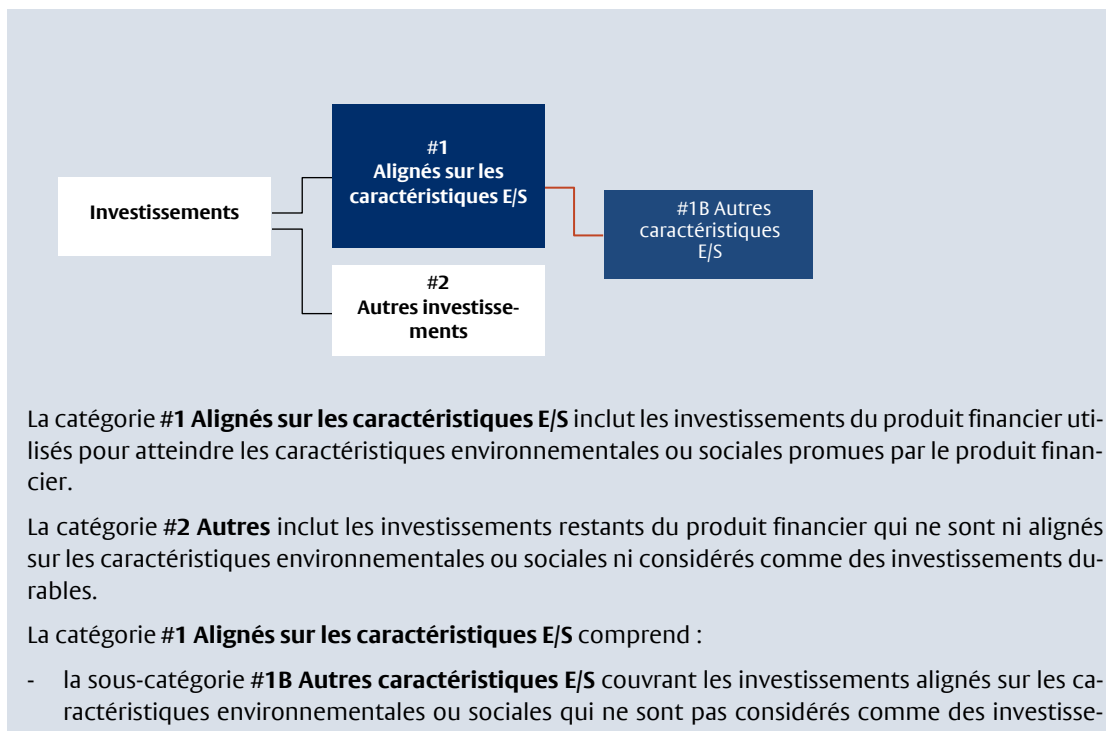 #1
Alignés sur les
caractéristiques E/S
Investissements
#1B Autres
caractéristiques
E/S
#2
Autres investisse-
ments
La catégorie #1 Alignés sur les caractéristiques E/S inclut les investissements du produit financier uti-
lisés pour atteindre les caractéristiques environnementales ou sociales promues par le produit finan-
cier.
La catégorie #2 Autres inclut les investissements restants du produit financier qui ne sont ni alignés
sur les caractéristiques environnementales ou sociales ni considérés comme des investissements du-
rables.
La catégorie #1 Alignés sur les caractéristiques E/S comprend :
- la sous-catégorie #1B Autres caractéristiques E/S couvrant les investissements alignés sur les ca-
ractéristiques environnementales ou sociales qui ne sont pas considérés comme des investisse-